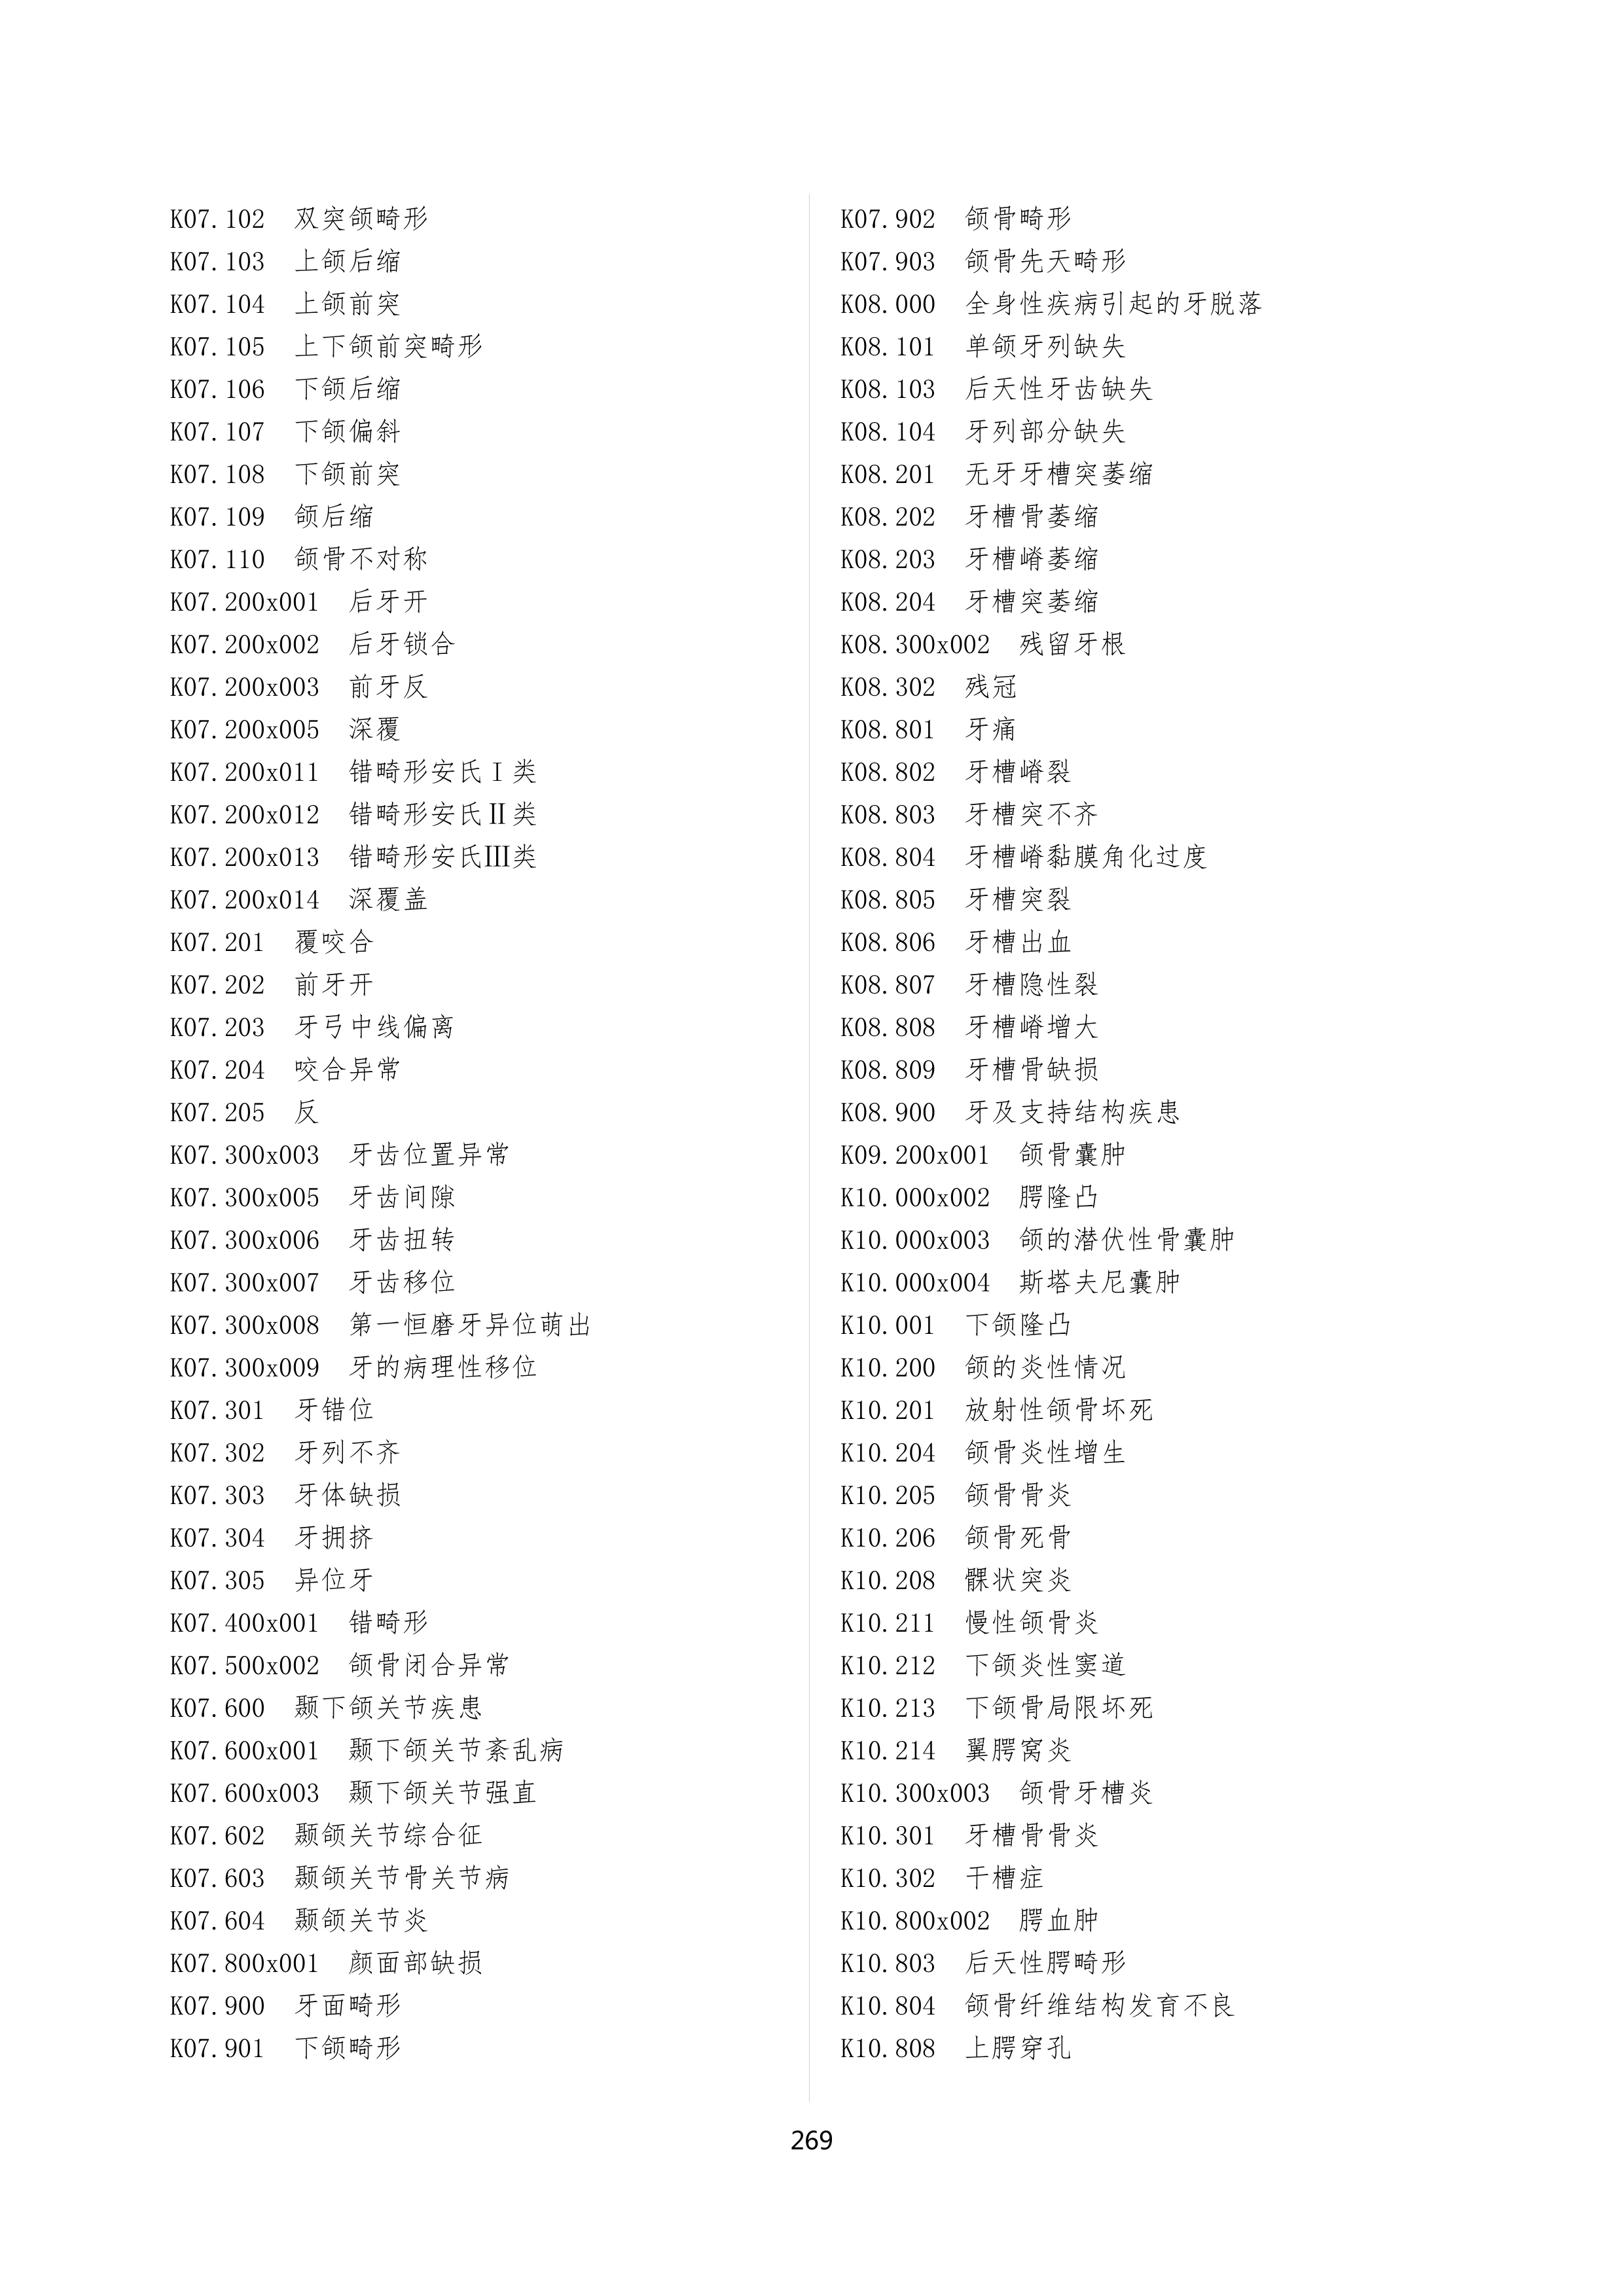 K07.102 双突颌畸形
K07.103 上颌后缩
K07.104 上颌前突
K07.105 上下颌前突畸形
K07.106 下颌后缩
K07.107 下颌偏斜
K07.108 下颌前突
K07.109 颌后缩
K07.110 颌骨不对称
K07.200x001 后牙开
K07.200x002 后牙锁合
K07.200x003 前牙反
K07.200x005 深覆
K07.200x011 错畸形安氏Ⅰ类
K07.200x012 错畸形安氏Ⅱ类
K07.200x013 错畸形安氏Ⅲ类
K07.200x014 深覆盖
K07.201 覆咬合
K07.202 前牙开
K07.203 牙弓中线偏离
K07.204 咬合异常
K07.205 反
K07.300x003 牙齿位置异常
K07.300x005 牙齿间隙
K07.300x006 牙齿扭转
K07.300x007 牙齿移位
K07.300x008 第一恒磨牙异位萌出
K07.300x009 牙的病理性移位
K07.301 牙错位
K07.302 牙列不齐
K07.303 牙体缺损
K07.304 牙拥挤
K07.305 异位牙
K07.400x001 错畸形
K07.500x002 颌骨闭合异常
K07.600 颞下颌关节疾患
K07.600x001 颞下颌关节紊乱病
K07.600x003 颞下颌关节强直
K07.602 颞颌关节综合征
K07.603 颞颌关节骨关节病
K07.604 颞颌关节炎
K07.800x001 颜面部缺损
K07.900 牙面畸形
K07.901 下颌畸形
K07.902 颌骨畸形
K07.903 颌骨先天畸形
K08.000 全身性疾病引起的牙脱落
K08.101 单颌牙列缺失
K08.103 后天性牙齿缺失
K08.104 牙列部分缺失
K08.201 无牙牙槽突萎缩
K08.202 牙槽骨萎缩
K08.203 牙槽嵴萎缩
K08.204 牙槽突萎缩
K08.300x002 残留牙根
K08.302 残冠
K08.801 牙痛
K08.802 牙槽嵴裂
K08.803 牙槽突不齐
K08.804 牙槽嵴黏膜角化过度
K08.805 牙槽突裂
K08.806 牙槽出血
K08.807 牙槽隐性裂
K08.808 牙槽嵴增大
K08.809 牙槽骨缺损
K08.900 牙及支持结构疾患
K09.200x001 颌骨囊肿
K10.000x002 腭隆凸
K10.000x003 颌的潜伏性骨囊肿
K10.000x004 斯塔夫尼囊肿
K10.001 下颌隆凸
K10.200 颌的炎性情况
K10.201 放射性颌骨坏死
K10.204 颌骨炎性增生
K10.205 颌骨骨炎
K10.206 颌骨死骨
K10.208 髁状突炎
K10.211 慢性颌骨炎
K10.212 下颌炎性窦道
K10.213 下颌骨局限坏死
K10.214 翼腭窝炎
K10.300x003 颌骨牙槽炎
K10.301 牙槽骨骨炎
K10.302 干槽症
K10.800x002 腭血肿
K10.803 后天性腭畸形
K10.804 颌骨纤维结构发育不良
K10.808 上腭穿孔
269